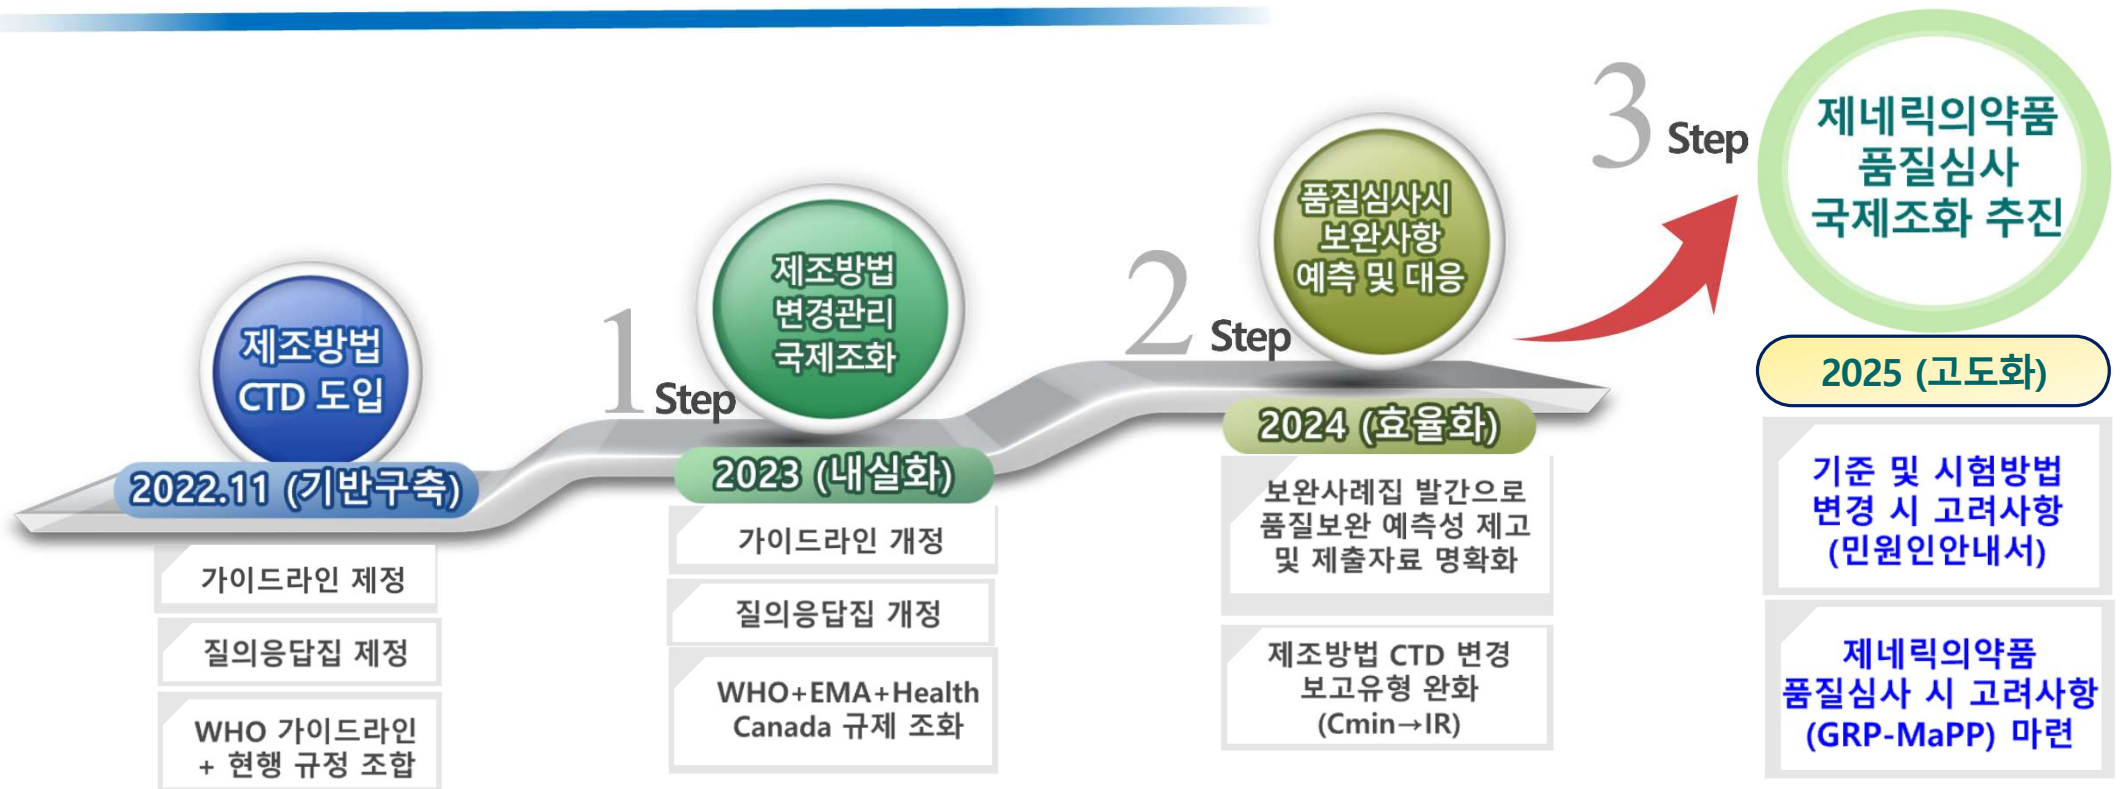 제조방법
CTD 도입
2022.11 (기반구축)
가이드라인 제정
질의응답집 제정
WHO 가이드라인
+ 현행 규정 조합
1 Step
제조방법
변경관리
국제조화
2023 (내실화)
가이드라인 개정
질의응답집 개정
WHO+EMA+Health
Canada 규제 조화
2 Step
품질심사시
보완사항
예측 및 대응
2024 (효율화)
보완사례집 발간으로
품질보완 예측성 제고
및 제출자료 명확화
제조방법 CTD 변경
보고유형 완화
(Cmin→IR)
3 Step
제네릭의약품
품질심사
국제조화 추진
2025 (고도화)
기준 및 시험방법
변경 시 고려사항
(민원인안내서)
제네릭의약품
품질심사 시 고려사항
(GRP-MaPP) 마련